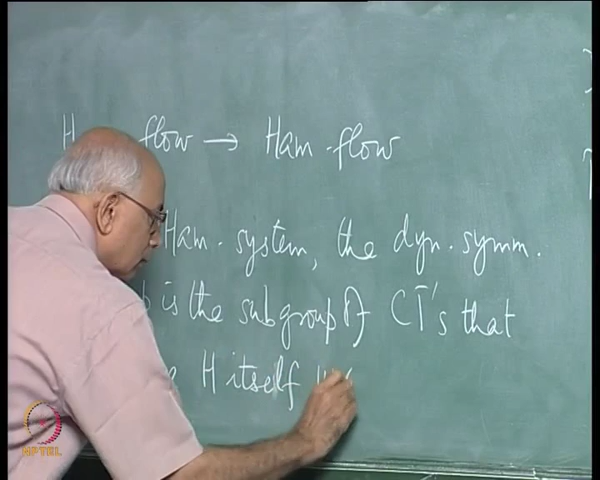 H flow → Ham. flow
Ham. system, the dyn. symm.
p is the subgroup of CT's that
e H itself
NPTEL